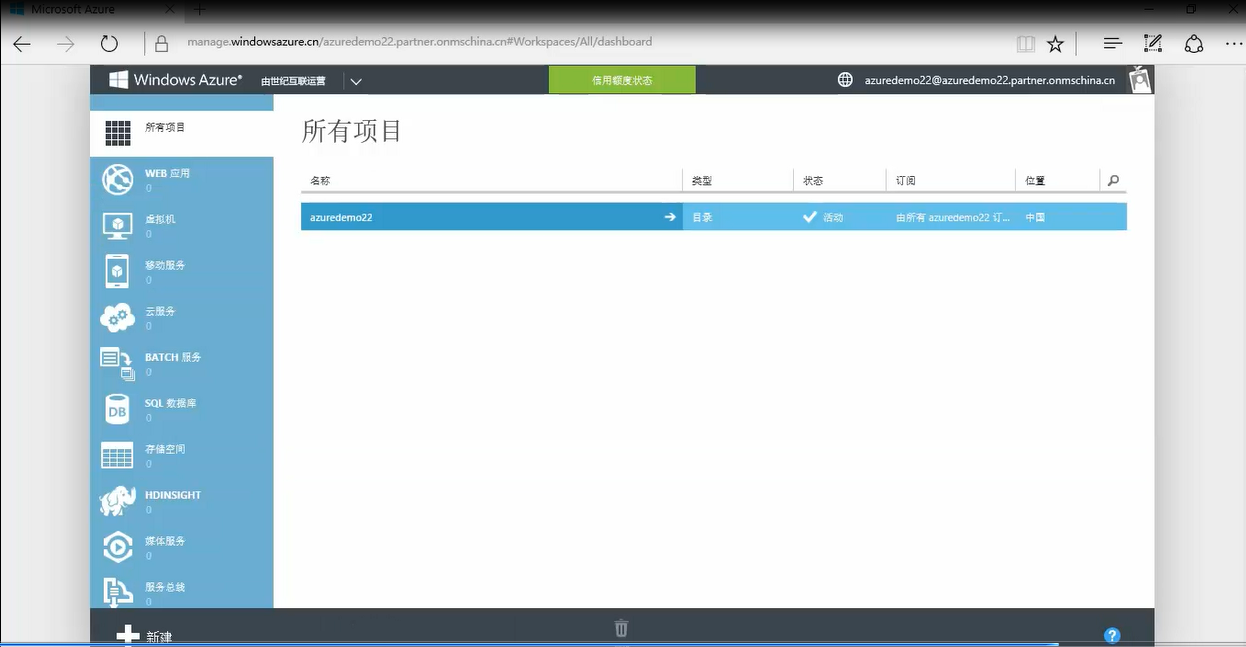 Microsoft Azure
manage.windowsazure.cn/azuredemo22.partner.onmschina.cn#Workspaces/All/dashboard
Windows Azure® 由世纪互联运营
信用额度状态
azuredemo22@azuredemo22.partner.onmschina.cn
所有项目
WEB 应用
0
虚拟机
0
移动服务
0
云服务
0
BATCH 服务
0
SQL 数据库
0
DB
存储空间
0
HDINSIGHT
0
媒体服务
0
服务总线
0
所有项目
名称 类型 状态 订阅 位置
azuredemo22 目录 活动 由所有 azuredemo22 订... 中国
新建
?